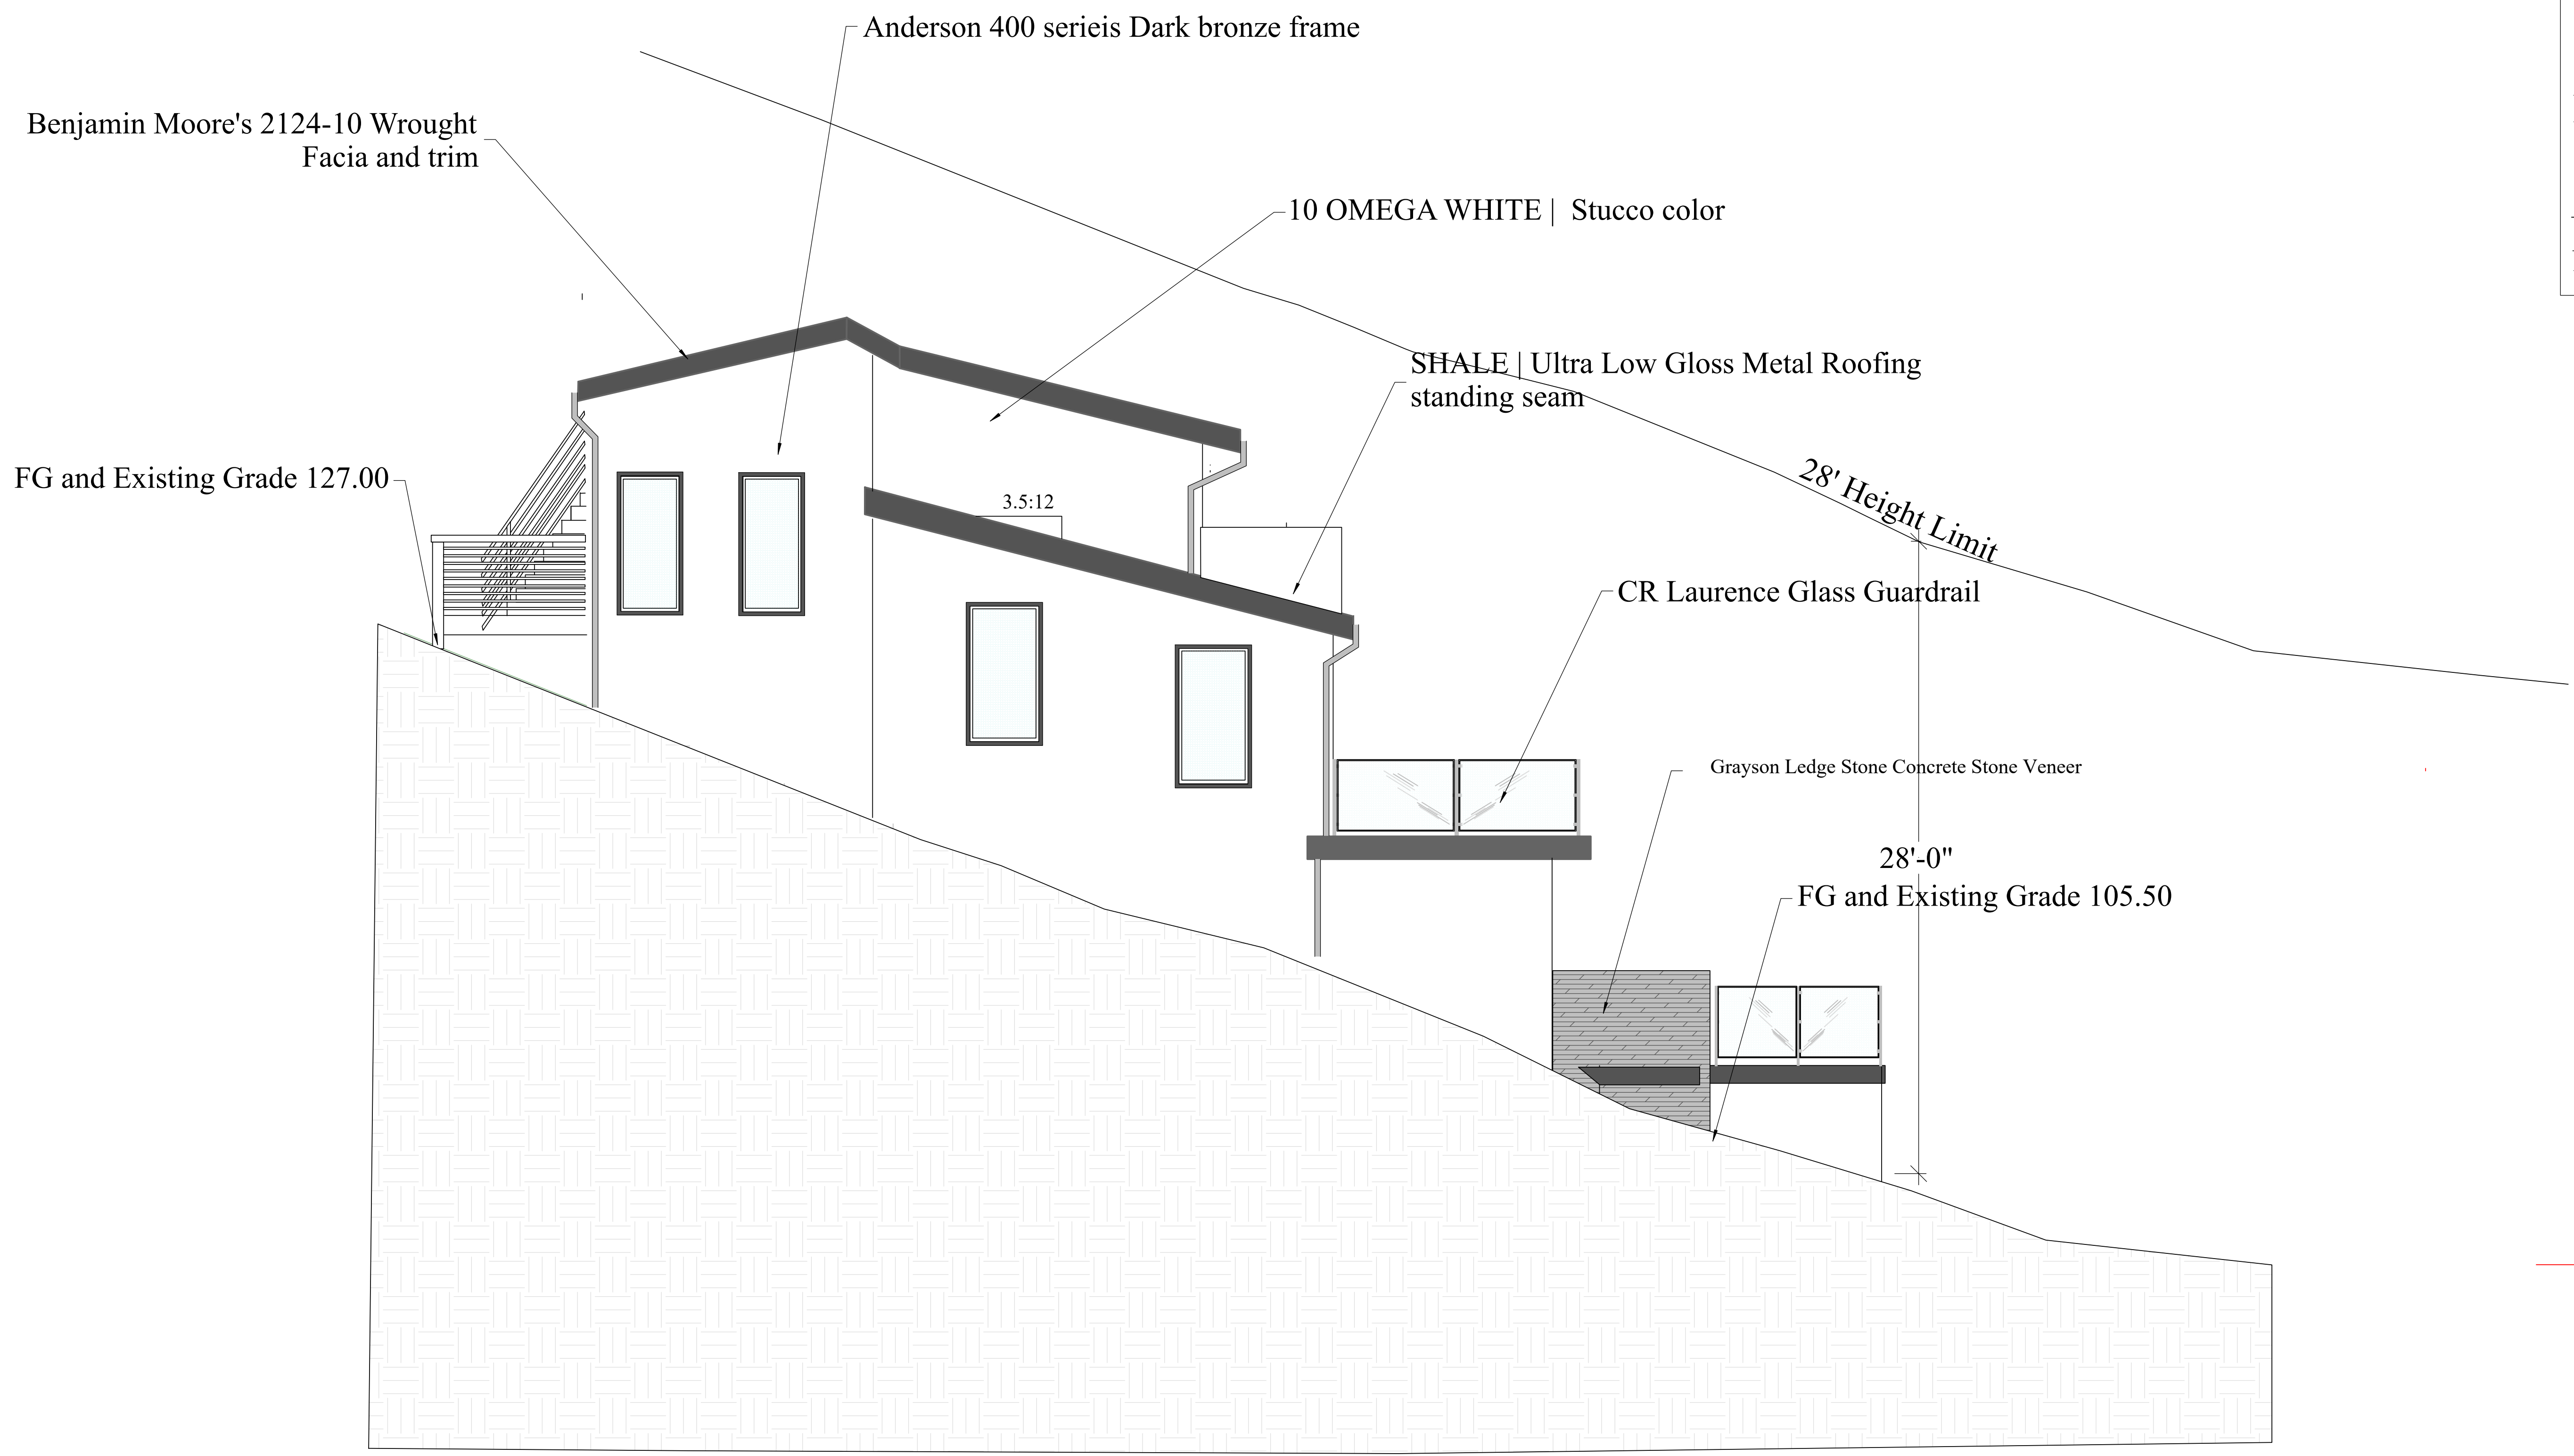 Anderson 400 serieis Dark bronze frame
Benjamin Moore's 2124-10 Wrought
Facia and trim
10 OMEGA WHITE | Stucco color
SHALE | Ultra Low Gloss Metal Roofing
standing seam
FG and Existing Grade 127.00
3.5:12
28' Height Limit
CR Laurence Glass Guardrail
Grayson Ledge Stone Concrete Stone Veneer
28'-0"
FG and Existing Grade 105.50